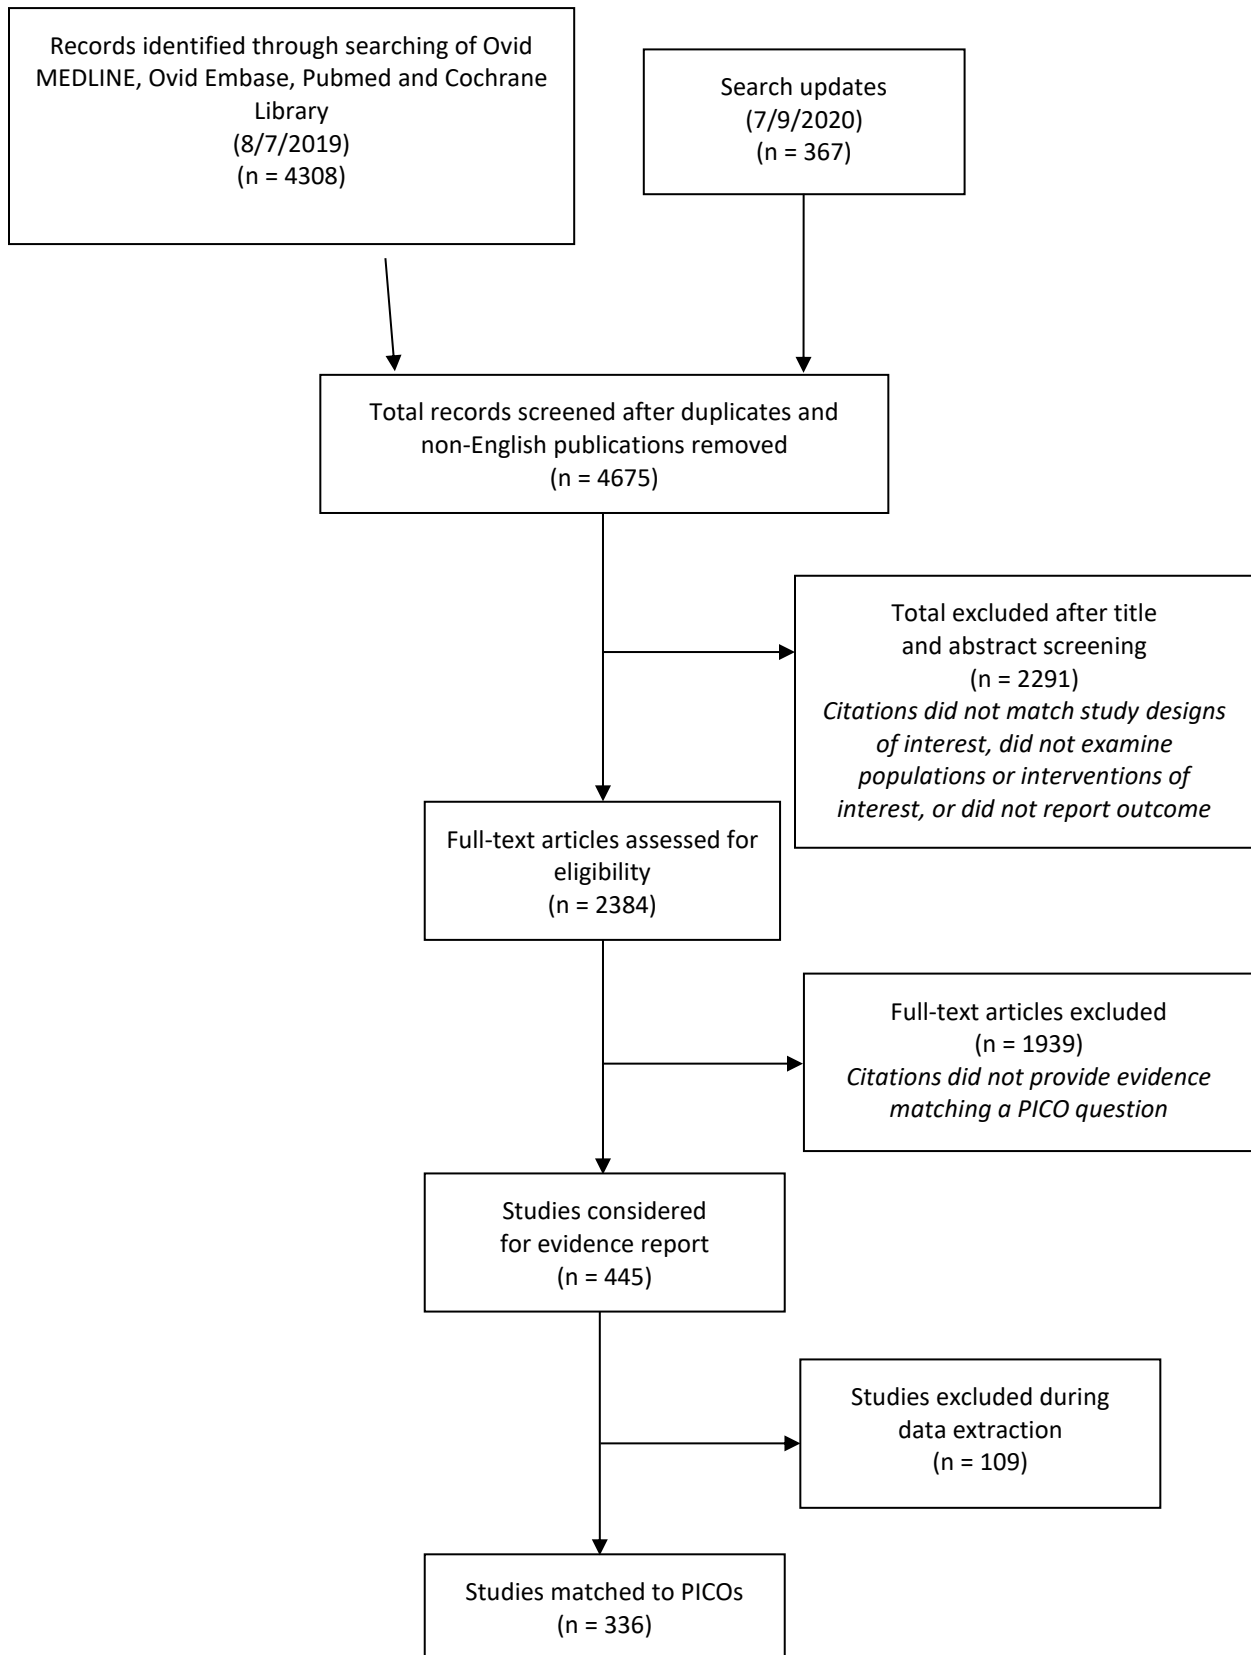 Records identified through searching of Ovid
MEDLINE, Ovid Embase, Pubmed and Cochrane
Library
(8/7/2019)
(n = 4308)
Search updates
(7/9/2020)
(n = 367)
Total records screened after duplicates and
non-English publications removed
(n = 4675)
Total excluded after title
and abstract screening
(n = 2291)
Citations did not match study designs
of interest, did not examine
populations or interventions of
interest, or did not report outcome
Full-text articles assessed for
eligibility
(n = 2384)
Full-text articles excluded
(n = 1939)
Citations did not provide evidence
matching a PICO question
Studies considered
for evidence report
(n = 445)
Studies excluded during
data extraction
(n = 109)
Studies matched to PICOs
(n = 336)